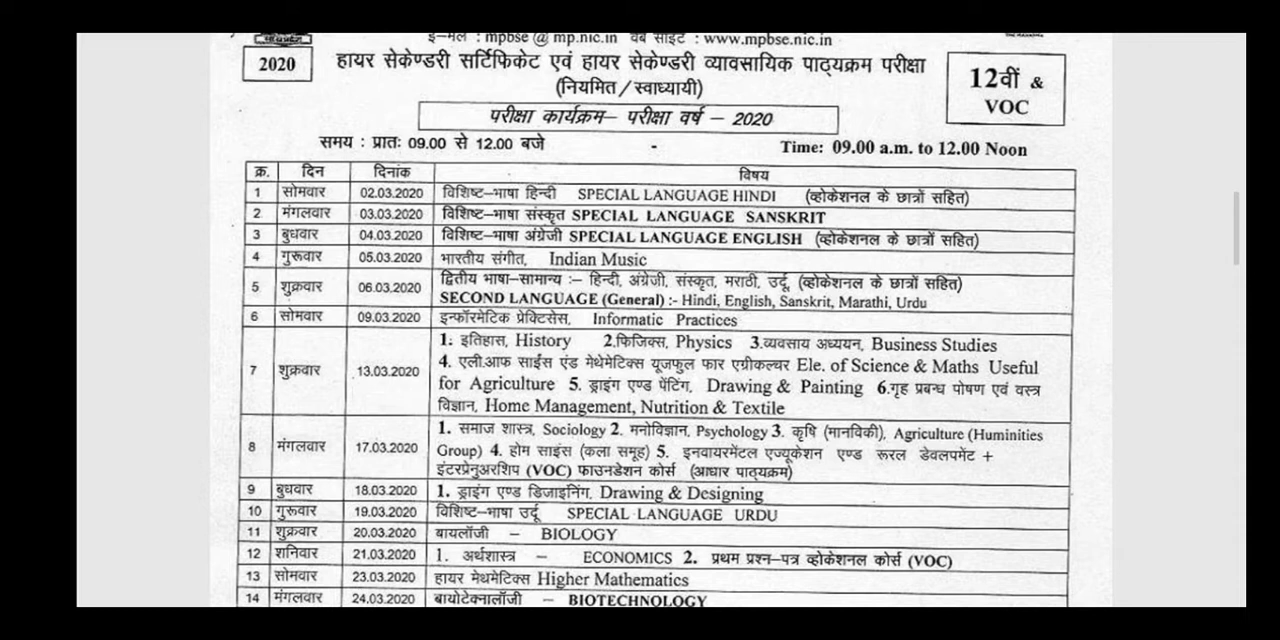 मध्यप्रदेश
ई-मेल : mpbse @ mp.nic.in वेब साइट : www.mpbse.nic.in
2020
हायर सेकेण्डरी सर्टिफिकेट एवं हायर सेकेण्डरी व्यावसायिक पाठ्यक्रम परीक्षा
(नियमित/स्वाध्यायी)
12वीं &
VOC
परीक्षा कार्यक्रम– परीक्षा वर्ष – 2020
समय : प्रातः 09.00 से 12.00 बजे - Time: 09.00 a.m. to 12.00 Noon
क्र. दिन दिनांक विषय
1 सोमवार 02.03.2020 विशिष्ट–भाषा हिन्दी SPECIAL LANGUAGE HINDI (व्होकेशनल के छात्रों सहित)
2 मंगलवार 03.03.2020 विशिष्ट–भाषा संस्कृत SPECIAL LANGUAGE SANSKRIT
3 बुधवार 04.03.2020 विशिष्ट–भाषा अंग्रेजी SPECIAL LANGUAGE ENGLISH (व्होकेशनल के छात्रों सहित)
4 गुरूवार 05.03.2020 भारतीय संगीत, Indian Music
5 शुक्रवार 06.03.2020 द्वितीय भाषा–सामान्य :– हिन्दी, अंग्रेजी, संस्कृत, मराठी, उर्दू, (व्होकेशनल के छात्रों सहित)
SECOND LANGUAGE (General) :- Hindi, English, Sanskrit, Marathi, Urdu
6 सोमवार 09.03.2020 इन्फॉरमेटिक प्रेक्टिसेस, Informatic Practices
7 शुक्रवार 13.03.2020 1. इतिहास, History 2.फिजिक्स, Physics 3.व्यवसाय अध्ययन, Business Studies
4. एली.आफ साईंस एंड मेथेमेटिक्स यूजफुल फार एग्रीकल्चर Ele. of Science & Maths Useful
for Agriculture 5. ड्राइंग एण्ड पेंटिंग, Drawing & Painting 6.गृह प्रबन्ध पोषण एवं वस्त्र
विज्ञान, Home Management, Nutrition & Textile
8 मंगलवार 17.03.2020 1. समाज शास्त्र, Sociology 2. मनोविज्ञान, Psychology 3. कृषि (मानविकी), Agriculture (Huminities
Group) 4. होम साइंस (कला समूह) 5. इनवायरमेंटल एज्यूकेशन एण्ड रूरल डेवलपमेंट +
इंटरप्रेनुअरशिप (VOC) फाउनडेशन कोर्स (आधार पाठ्यक्रम)
9 बुधवार 18.03.2020 1. ड्राइंग एण्ड डिजाइनिंग, Drawing & Designing
10 गुरूवार 19.03.2020 विशिष्ट–भाषा उर्दू SPECIAL LANGUAGE URDU
11 शुक्रवार 20.03.2020 बायलॉजी – BIOLOGY
12 शनिवार 21.03.2020 1. अर्थशास्त्र – ECONOMICS 2. प्रथम प्रश्न–पत्र व्होकेशनल कोर्स (VOC)
13 सोमवार 23.03.2020 हायर मेथमेटिक्स Higher Mathematics
14 मंगलवार 24.03.2020 बायोटेक्नालॉजी – BIOTECHNOLOGY